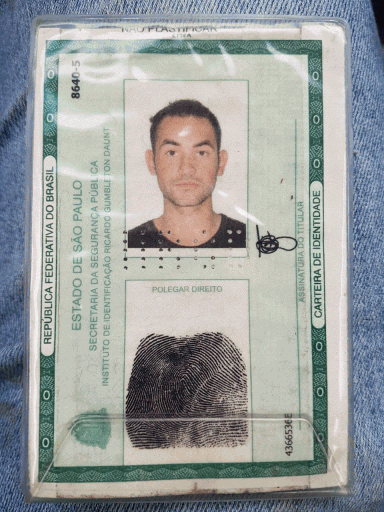 NÃO PLASTIFICAR
8640-5
REPÚBLICA FEDERATIVA DO BRASIL
ESTADO DE SÃO PAULO
SECRETARIA DA SEGURANÇA PÚBLICA
INSTITUTO DE IDENTIFICAÇÃO RICARDO GUMBLETON DAUNT
POLEGAR DIREITO
ASSINATURA DO TITULAR
CARTEIRA DE IDENTIDADE